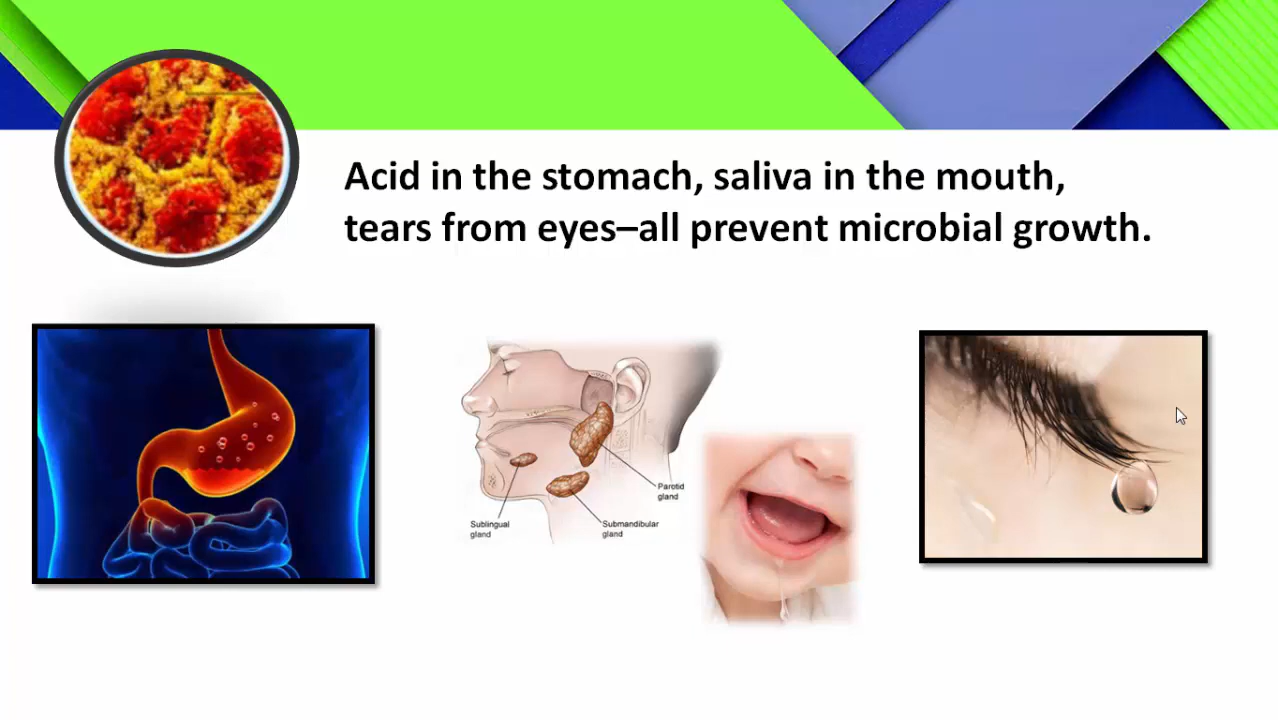 Acid in the stomach, saliva in the mouth,
tears from eyes–all prevent microbial growth.
Parotid
gland
Sublingual
gland
Submandibular
gland